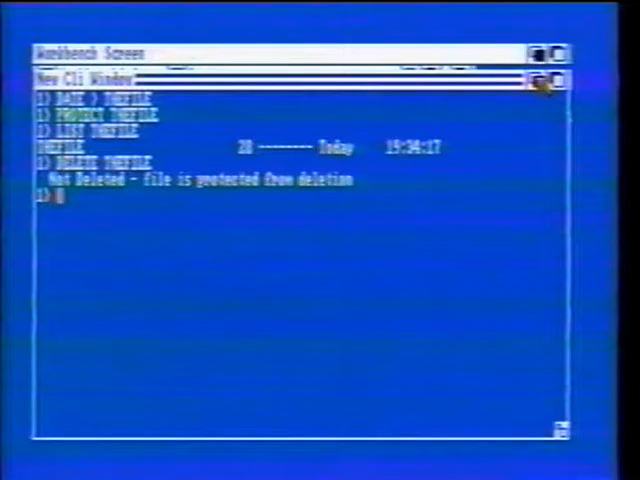 Workbench Screen
New Cli Window
1> DATE > THEFILE
1> PROTECT THEFILE
1> LIST THEFILE
THEFILE 28 -------- Today 19:34:17
1> DELETE THEFILE
Not Deleted - file is protected from deletion
1>